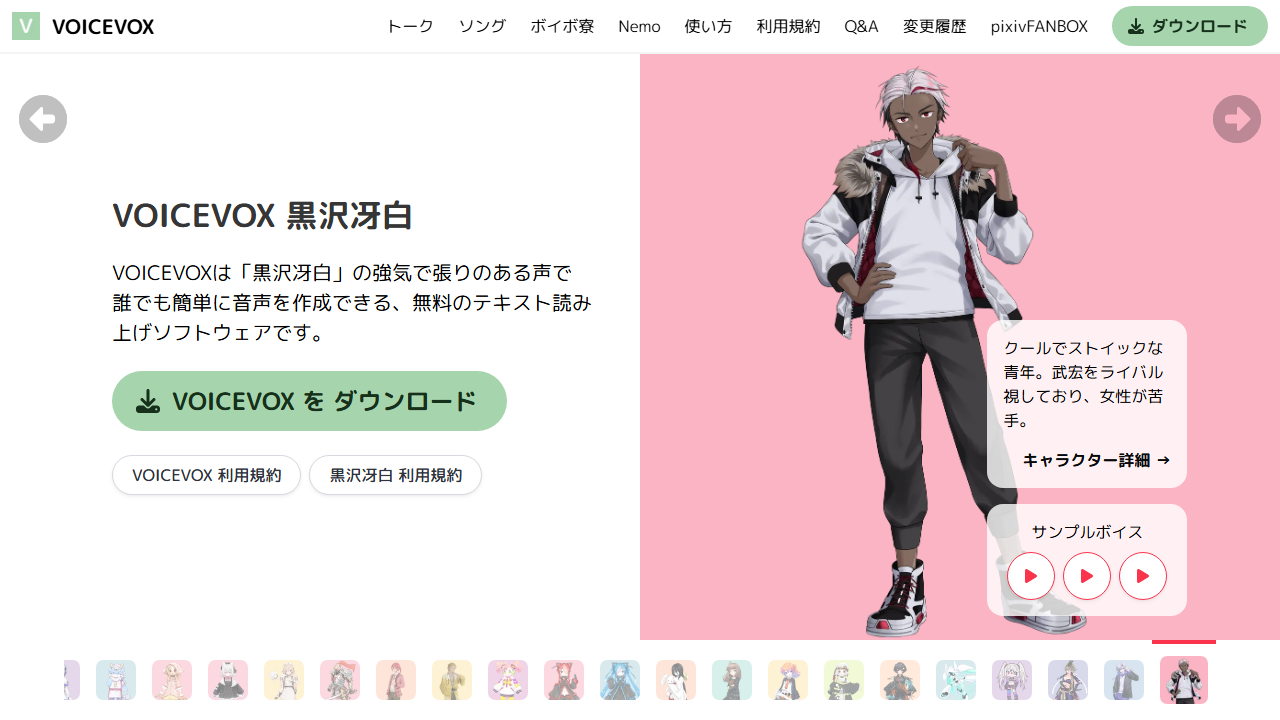 V VOICEVOX トーク ソング ボイボ寮 Nemo 使い方 利用規約 Q&A 変更履歴 pixivFANBOX ダウンロード
VOICEVOX 黒沢冴白
VOICEVOXは「黒沢冴白」の強気で張りのある声で
誰でも簡単に音声を作成できる、無料のテキスト読み
上げソフトウェアです。
VOICEVOX を ダウンロード
VOICEVOX 利用規約 黒沢冴白 利用規約
クールでストイックな
青年。武宏をライバル
視しており、女性が苦
手。
キャラクター詳細 →
サンプルボイス